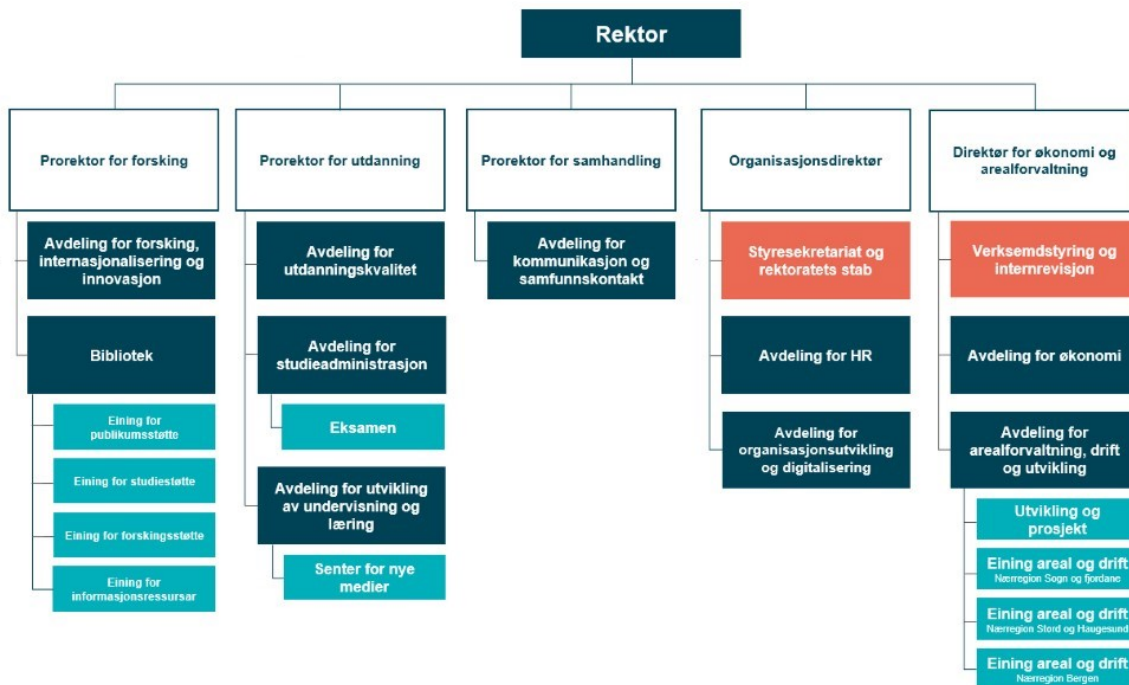 Rektor
Prorektor for forsking
Avdeling for forsking,
internasjonalisering og
innovasjon
Bibliotek
Eining for
publikumsstøtte
Eining for studiestøtte
Eining for forskingsstøtte
Eining for
informasjonsressursar
Prorektor for utdanning
Avdeling for
utdanningskvalitet
Avdeling for
studieadministrasjon
Eksamen
Avdeling for utvikling
av undervisning og
læring
Senter for nye
medier
Prorektor for samhandling
Avdeling for
kommunikasjon og
samfunnskontakt
Organisasjonsdirektør
Styresekretariat og
rektoratets stab
Avdeling for HR
Avdeling for
organisasjonsutvikling
og digitalisering
Direktør for økonomi og
arealforvaltning
Verksemdstyring og
internrevisjon
Avdeling for økonomi
Avdeling for
arealforvaltning, drift
og utvikling
Utvikling og
prosjekt
Eining areal og drift
Nærregion Sogn og fjordane
Eining areal og drift
Nærregion Stord og Haugesund
Eining areal og drift
Nærregion Bergen